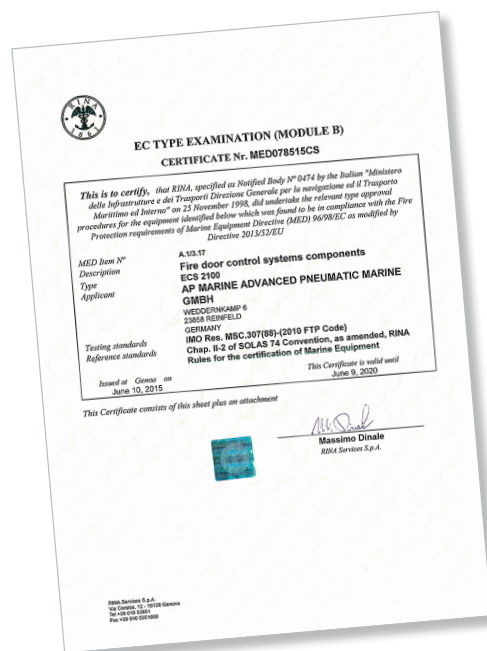 RINA
1861
EC TYPE EXAMINATION (MODULE B)
CERTIFICATE Nr. MED078515CS
This is to certify, that RINA, specified as Notified Body N° 0474 by the Italian "Ministero
delle Infrastrutture e dei Trasporti Direzione Generale per la navigazione ed il Trasporto
Marittimo ed Interno" on 25 November 1998, did undertake the relevant type approval
procedures for the equipment identified below which was found to be in compliance with the Fire
Protection requirements of Marine Equipment Directive (MED) 96/98/EC as modified by
Directive 2013/52/EU
MED Item N° A.1/3.17
Description Fire door control systems components
Type ECS 2100
Applicant AP MARINE ADVANCED PNEUMATIC MARINE
GMBH
WEDDERNKAMP 6
23858 REINFELD
GERMANY
Testing standards IMO Res. MSC.307(88)-(2010 FTP Code)
Reference standards Chap. II-2 of SOLAS 74 Convention, as amended, RINA
Rules for the certification of Marine Equipment
Issued at Genoa on
June 10, 2015
This Certificate is valid until
June 9, 2020
This Certificate consists of this sheet plus an attachment
Massimo Dinale
RINA Services S.p.A.
RINA Services S.p.A.
Via Corsica, 12 - 16128 Genova
Tel +39 010 53851
Fax +39 010 5351000